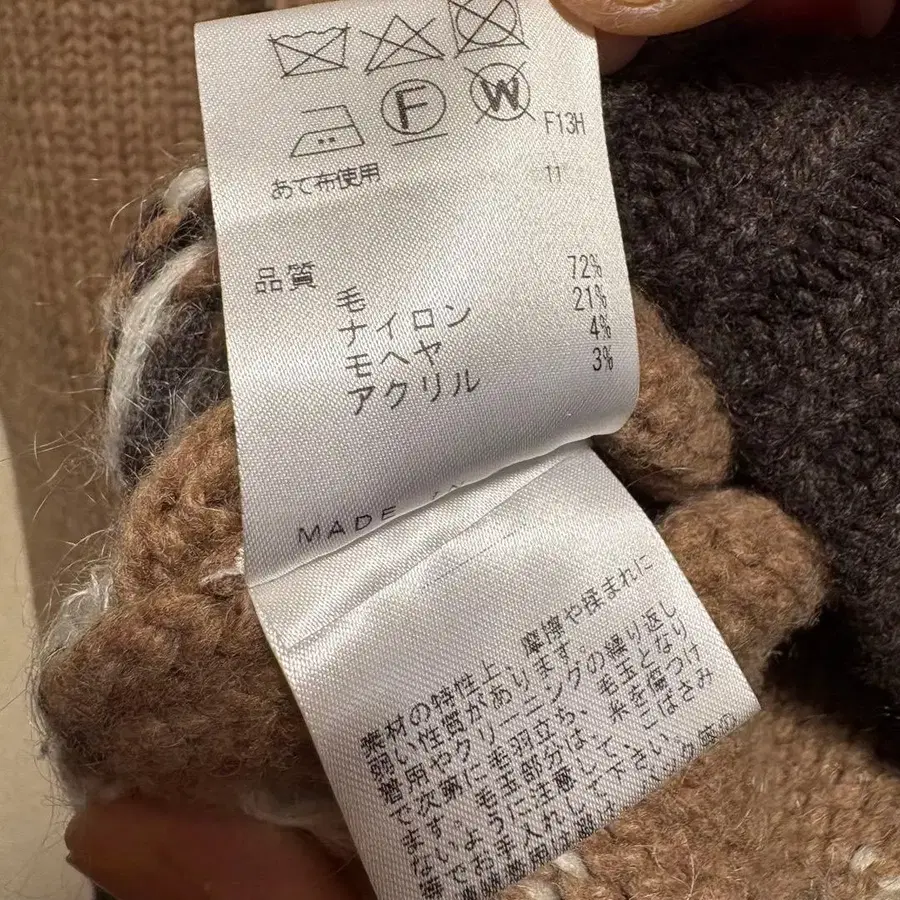 F W
F13H
あて布使用
11
品質
毛 72%
ナイロン 21%
モヘヤ 4%
アクリル 3%
MADE
素材の特性上、摩擦や揉まれに
弱い性質があります。
着用やクリーニングの繰り返し
で次第に毛羽立ち、毛玉となり
ます。毛玉部分は、糸を傷つけ
ないように注意して、こばさみ
でお手入れして下さい。